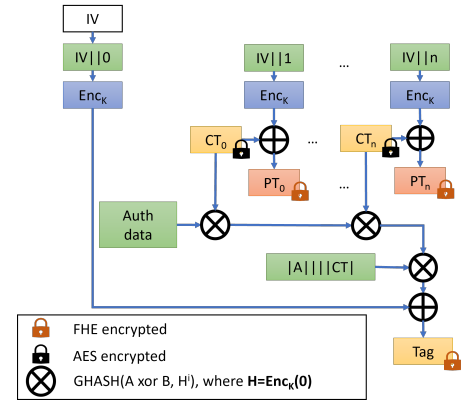 IV
IV||0
IV||1
...
IV||n
Enc_K
Enc_K
Enc_K
CT_0
...
CT_n
PT_0
...
PT_n
Auth
data
|A||||CT|
Tag
FHE encrypted
AES encrypted
GHASH(A xor B, H^i), where H=Enc_K(0)